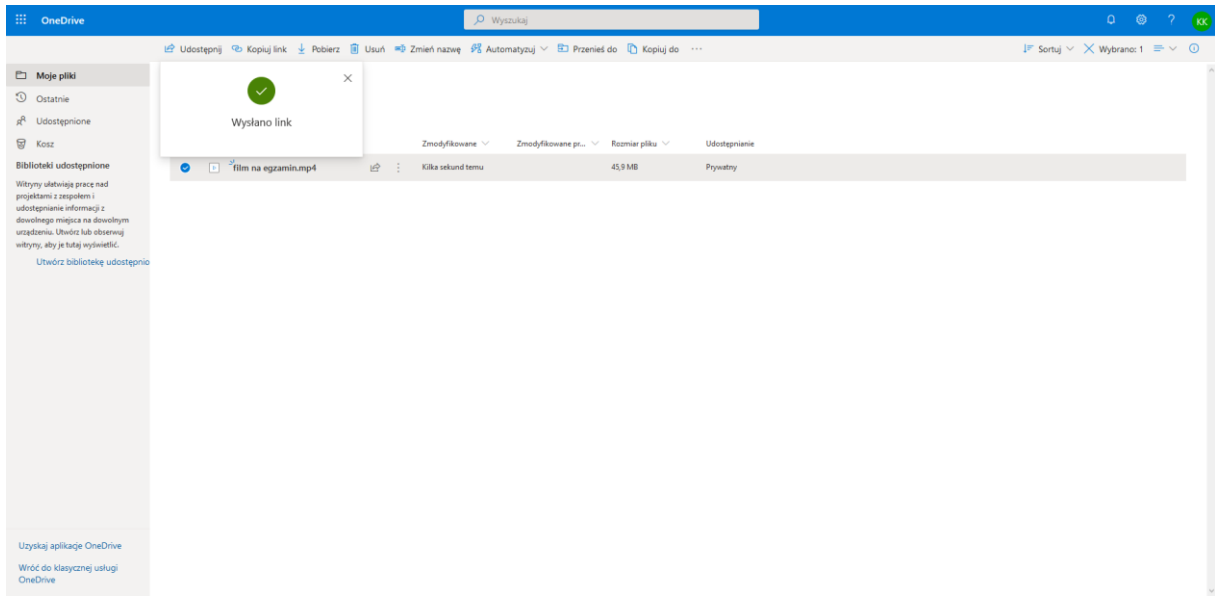 OneDrive
Wyszukaj
KK
Udostępnij Kopiuj link Pobierz Usuń Zmień nazwę Automatyzuj Przenieś do Kopiuj do ···
Sortuj Wybrano: 1
Moje pliki
Ostatnie
Udostępnione
Kosz
Biblioteki udostępnione
Witryny ułatwiają pracę nad
projektami z zespołem i
udostępnianie informacji z
dowolnego miejsca na dowolnym
urządzeniu. Utwórz lub obserwuj
witryny, aby je tutaj wyświetlić.
Utwórz bibliotekę udostępnio
Uzyskaj aplikacje OneDrive
Wróć do klasycznej usługi
OneDrive
Wysłano link
Zmodyfikowane Zmodyfikowane pr... Rozmiar pliku Udostępnianie
film na egzamin.mp4 Kilka sekund temu 45,9 MB Prywatny